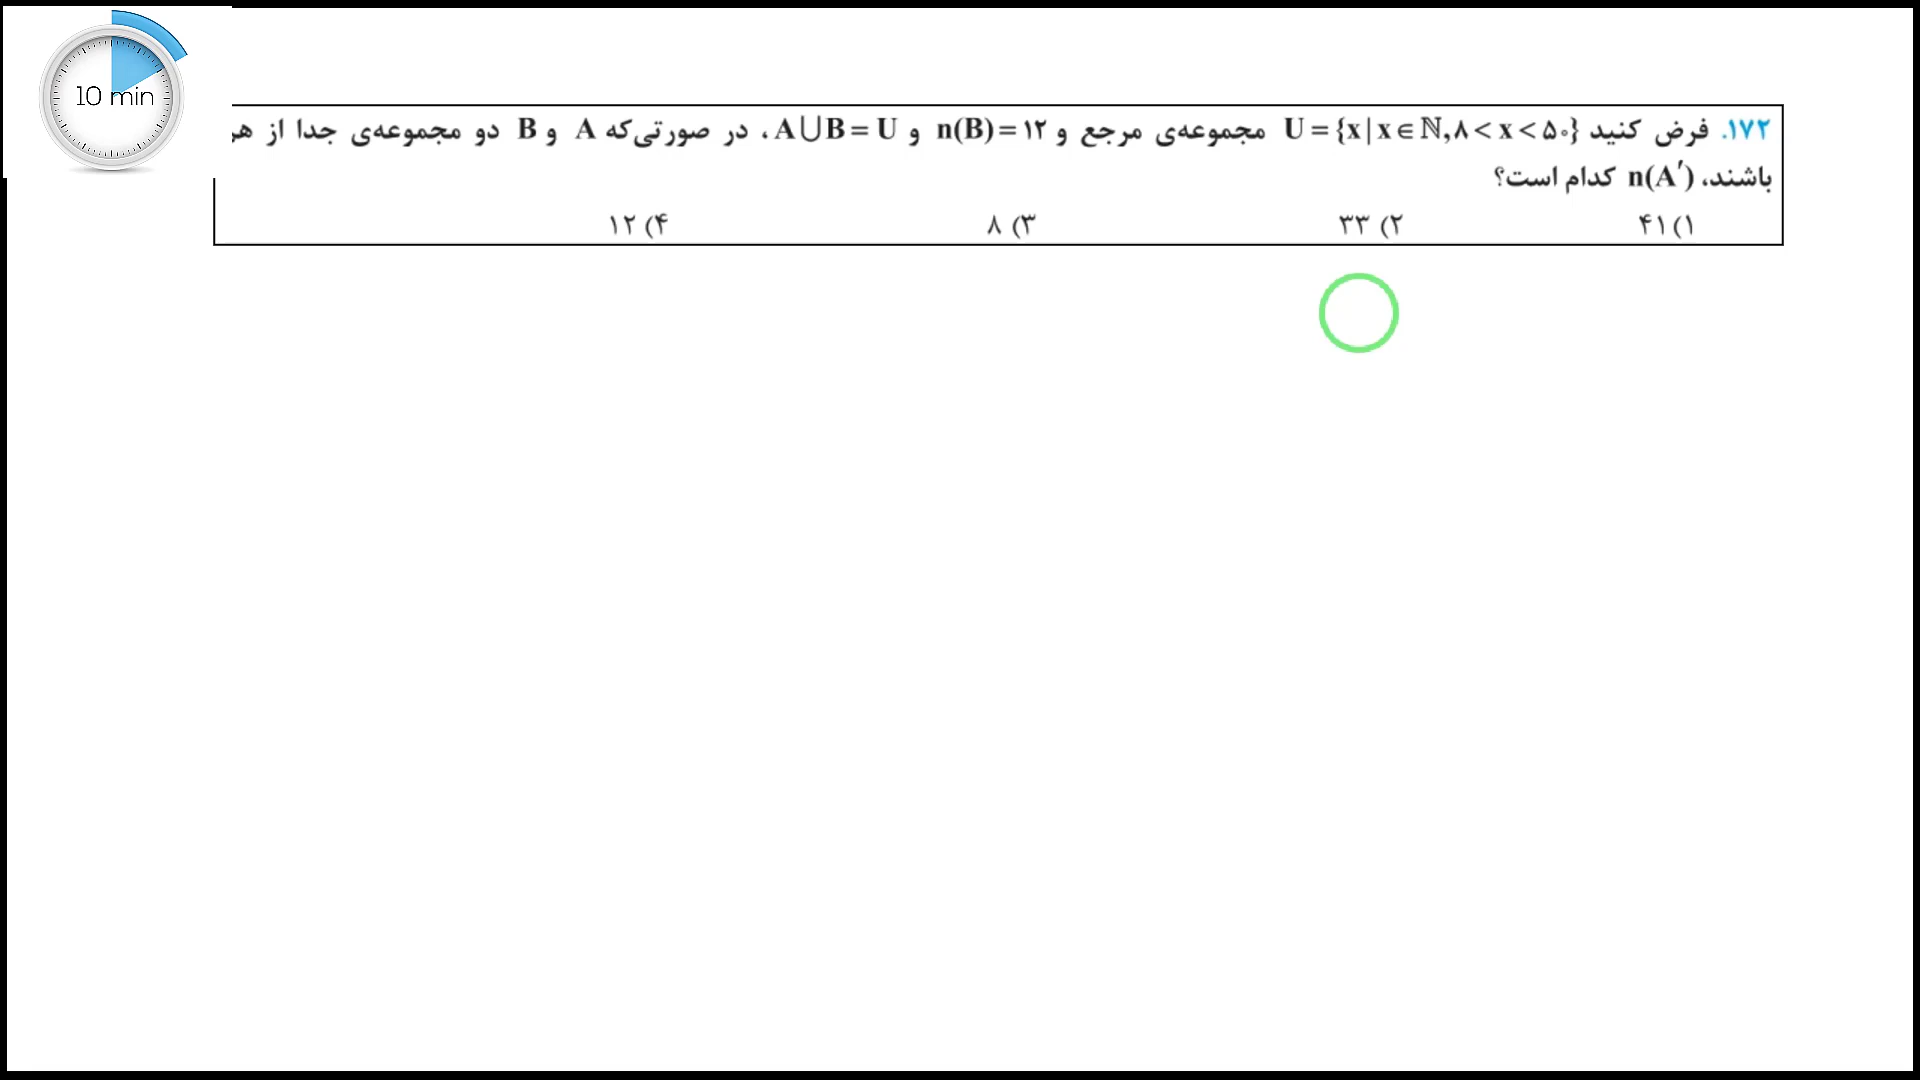 10 min
۱۷۲. فرض کنید U = {x | x ∈ ℕ, ۸ < x < ۵۰} مجموعه‌ی مرجع و n(B) = ۱۲ و A ∪ B = U ، در صورتی‌که A و B دو مجموعه‌ی جدا از هر
باشند، n(A′) کدام است؟
۱) ۴۱ ۲) ۳۳ ۳) ۸ ۴) ۱۲